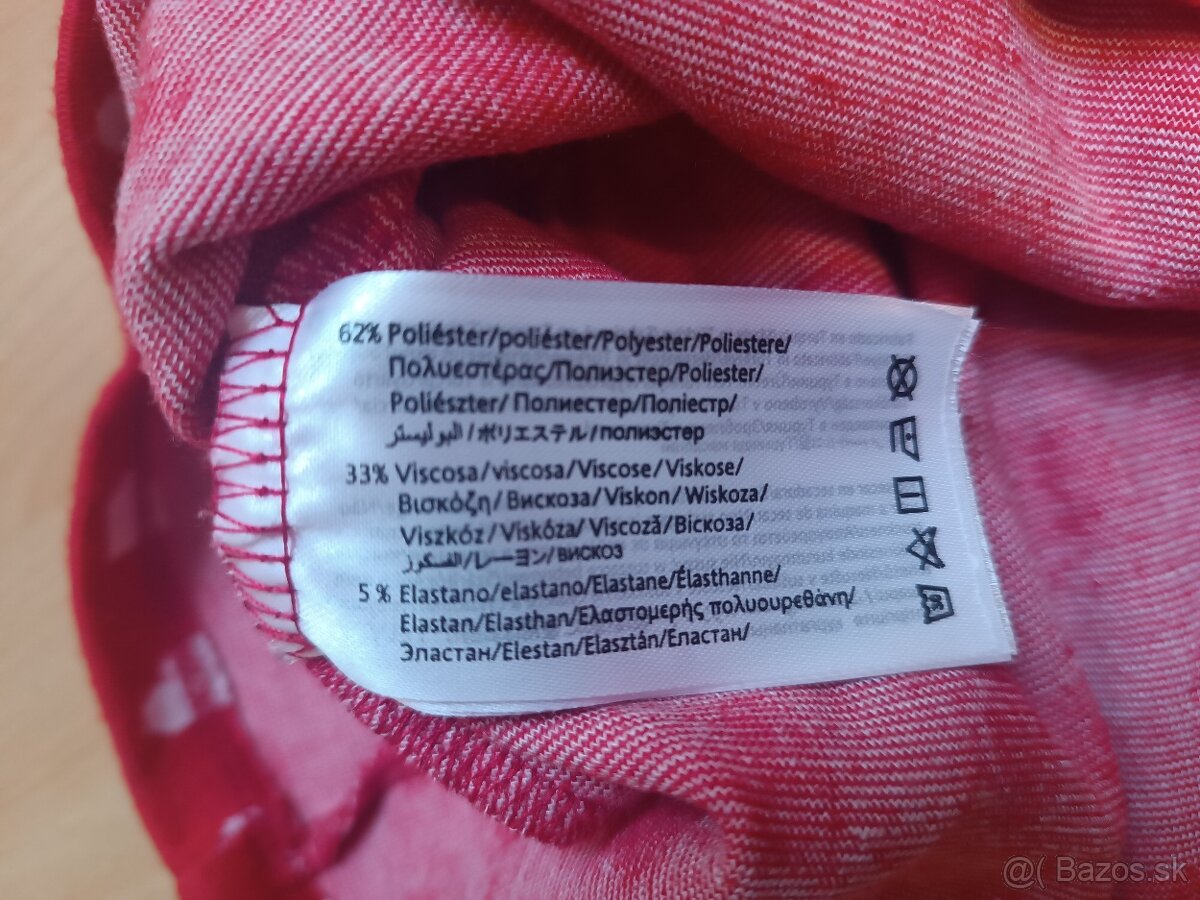 62% Poliéster/poliéster/Polyester/Poliestere/
Πολυεστέρας/Полиэстер/Poliester/
Poliészter/ Полиестер/Поліестр/
البوليستر/ポリエステル/полиэстер
33% Viscosa/viscosa/Viscose/Viskose/
Βισκόζη/Вискоза/Viskon/Wiskoza/
Viszkóz/Viskóza/Viscoză/Віскоза/
الفسكوز/レーヨン/вискоз
5 % Elastano/elastano/Elastane/Élasthanne/
Elastan/Elasthan/Ελαστομερής πολυουρεθάνη/
Эластан/Elestan/Elasztán/Еластан/
@( Bazos.sk